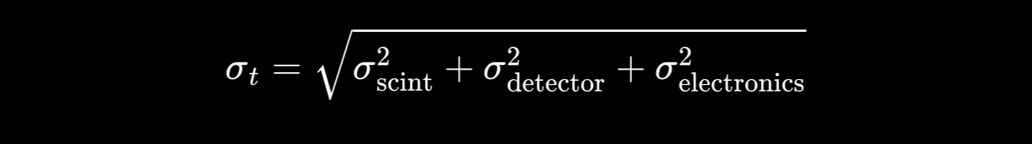 σ_t = √(σ²_scint + σ²_detector + σ²_electronics)